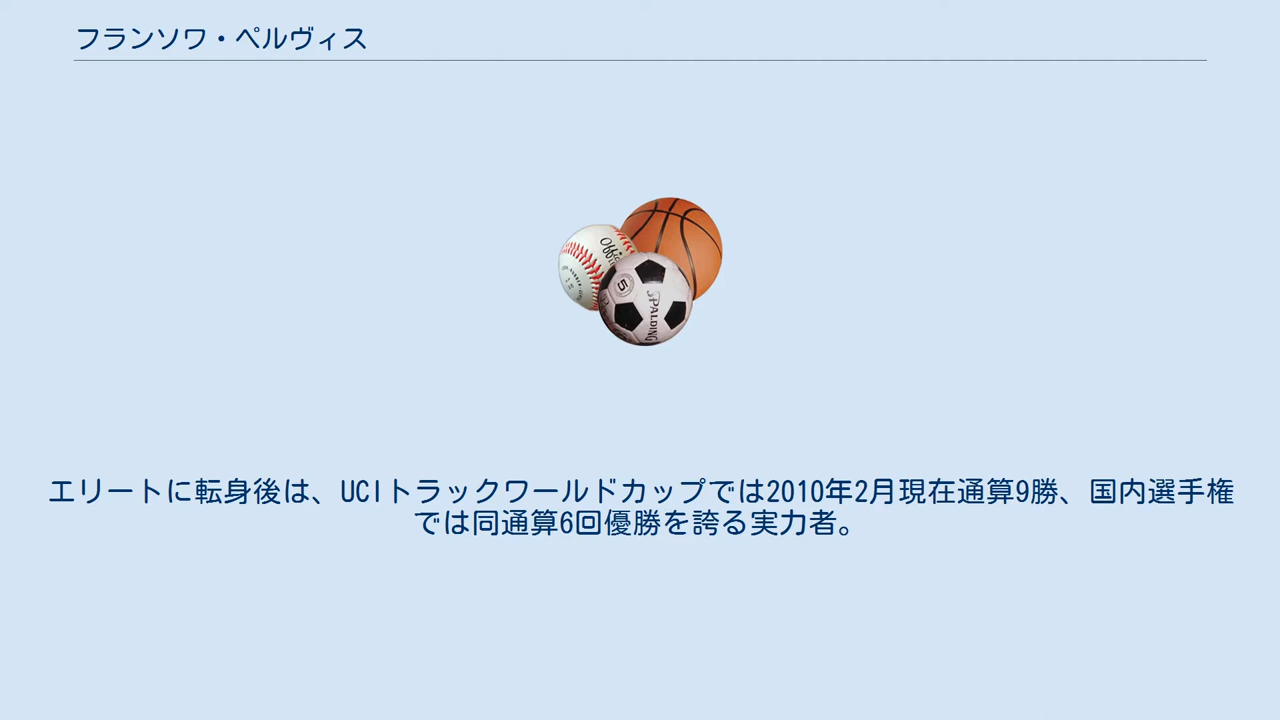 フランソワ・ペルヴィス
Offi
5
SPALDING
エリートに転身後は、UCIトラックワールドカップでは2010年2月現在通算9勝、国内選手権
では同通算6回優勝を誇る実力者。